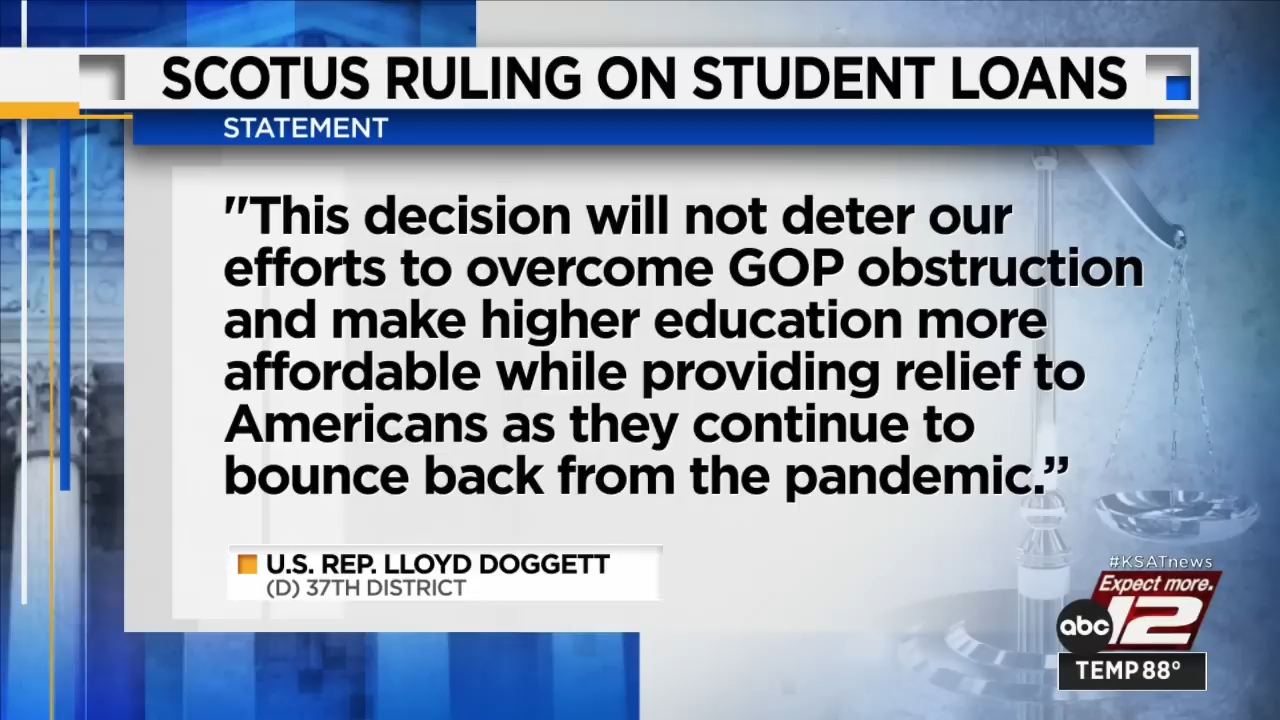 SCOTUS RULING ON STUDENT LOANS
STATEMENT
"This decision will not deter our
efforts to overcome GOP obstruction
and make higher education more
affordable while providing relief to
Americans as they continue to
bounce back from the pandemic.”
U.S. REP. LLOYD DOGGETT
(D) 37TH DISTRICT
#KSATnews
Expect more.
abc 12
TEMP 88°